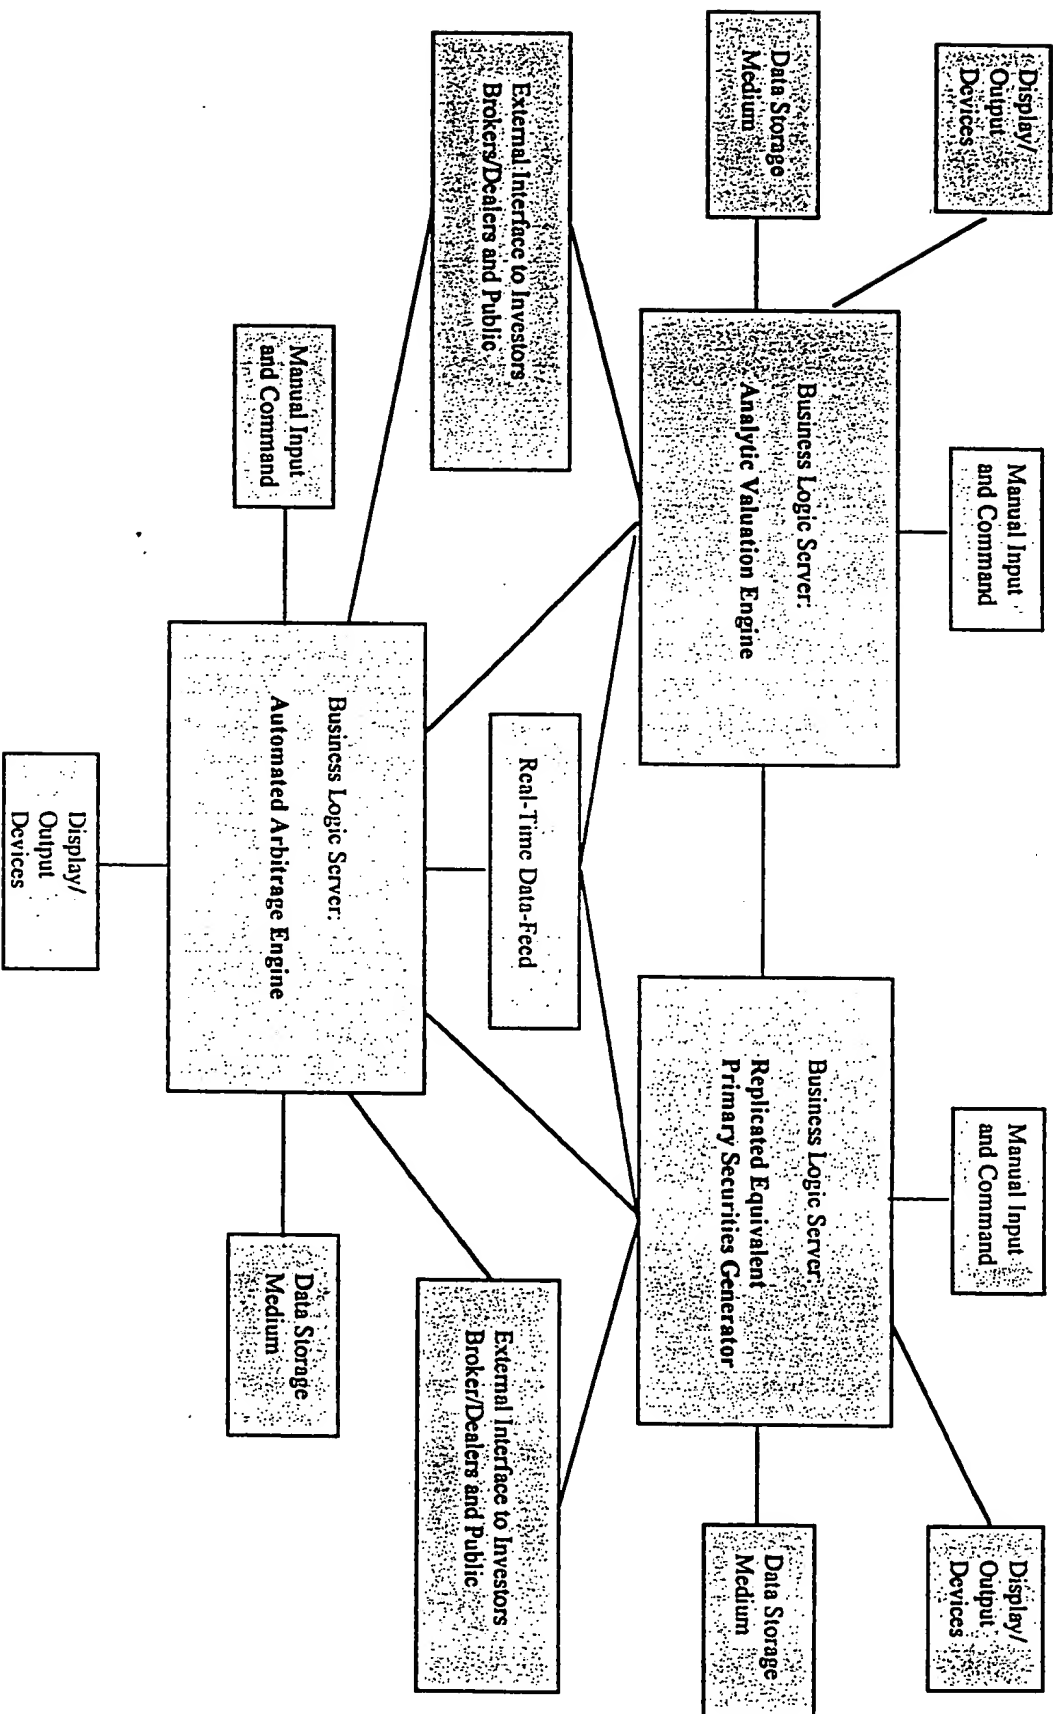 Display/
Output
Devices
Data Storage
Medium
Manual Input
and Command
Business Logic Server:
Analytic Valuation Engine
Manual Input
and Command
Display/
Output
Devices
Business Logic Server:
Replicated Equivalent
Primary Securities Generator
Data Storage
Medium
External Interface to Investors
Brokers/Dealers and Public
Real-Time Data-Feed
External Interface to Investors
Broker/Dealers and Public
Manual Input
and Command
Business Logic Server:
Automated Arbitrage Engine
Data Storage
Medium
Display/
Output
Devices